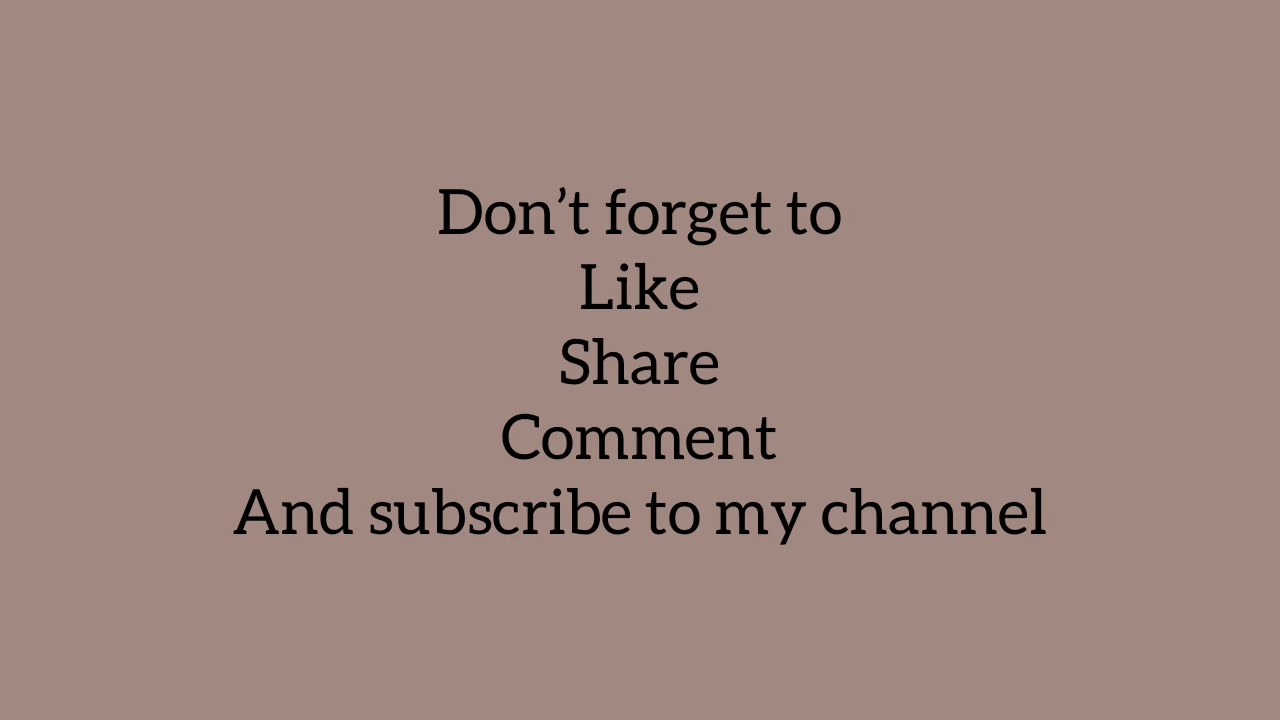 Don’t forget to
Like
Share
Comment
And subscribe to my channel